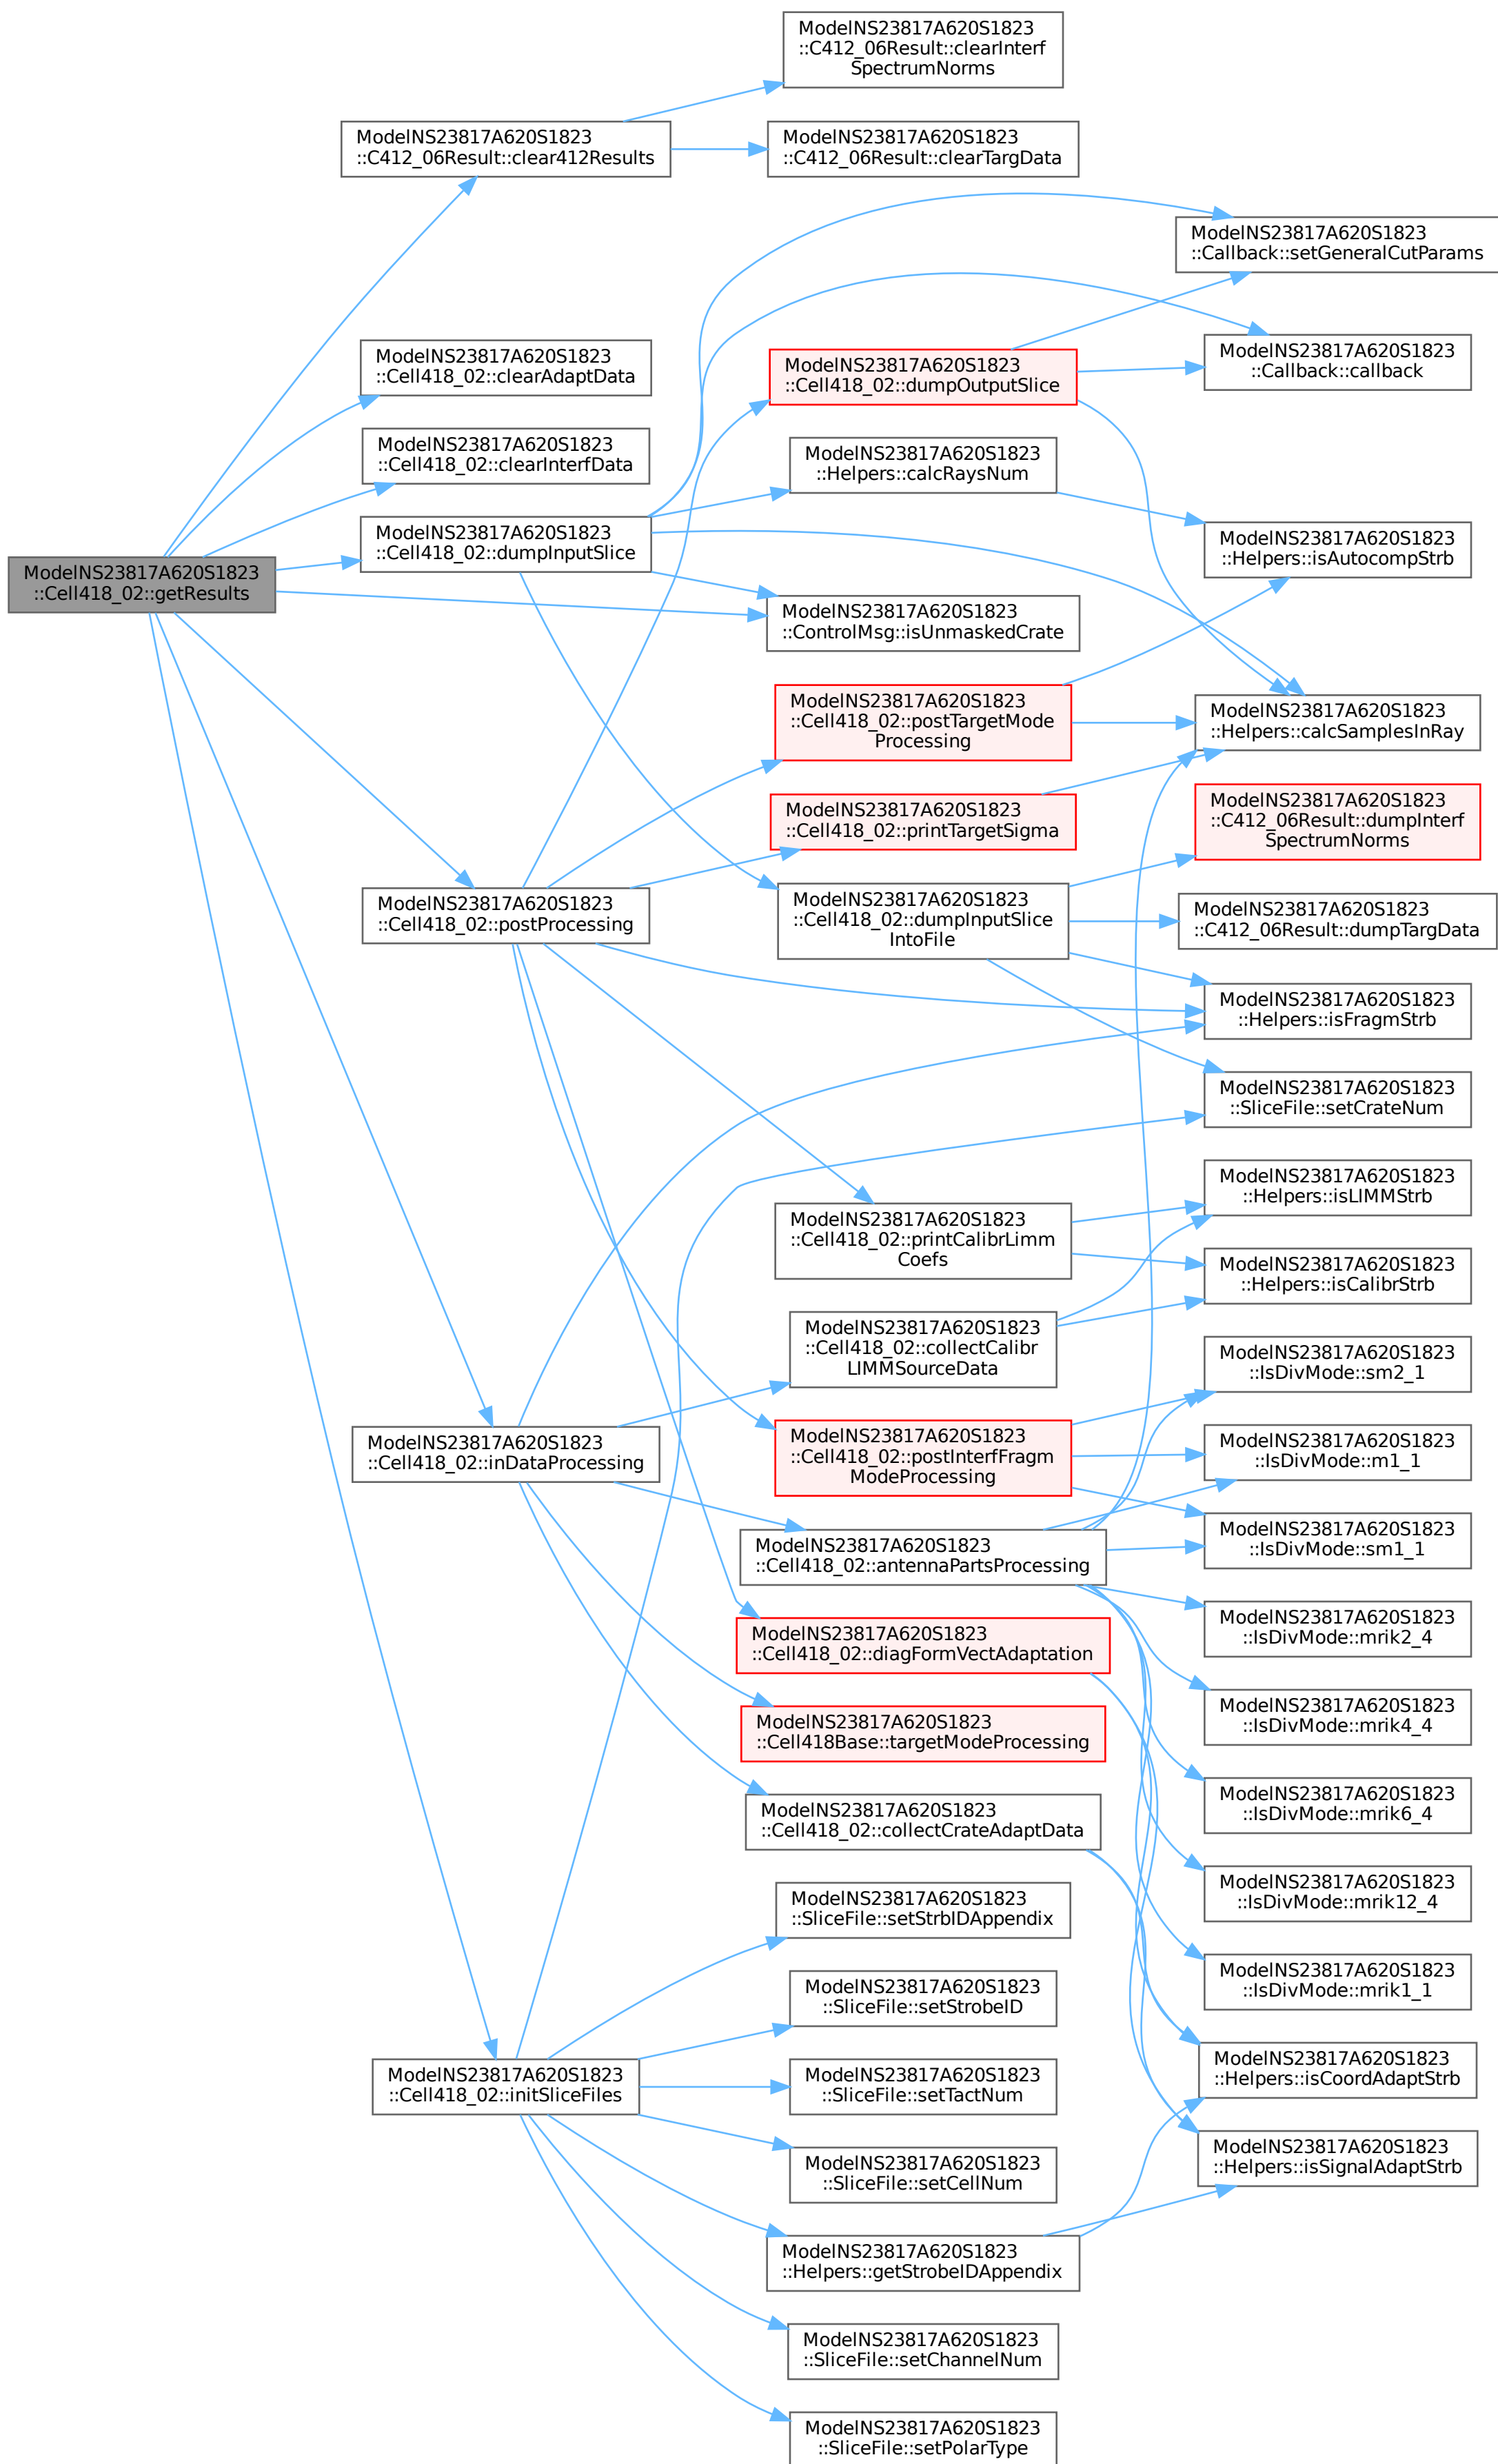 ModelNS23817A620S1823
::Cell418_02::getResults
ModelNS23817A620S1823
::C412_06Result::clear412Results
ModelNS23817A620S1823
::Cell418_02::clearAdaptData
ModelNS23817A620S1823
::Cell418_02::clearInterfData
ModelNS23817A620S1823
::Cell418_02::dumpInputSlice
ModelNS23817A620S1823
::Cell418_02::postProcessing
ModelNS23817A620S1823
::Cell418_02::inDataProcessing
ModelNS23817A620S1823
::Cell418_02::initSliceFiles
ModelNS23817A620S1823
::C412_06Result::clearInterf
SpectrumNorms
ModelNS23817A620S1823
::C412_06Result::clearTargData
ModelNS23817A620S1823
::Cell418_02::dumpOutputSlice
ModelNS23817A620S1823
::Helpers::calcRaysNum
ModelNS23817A620S1823
::ControlMsg::isUnmaskedCrate
ModelNS23817A620S1823
::Cell418_02::postTargetMode
Processing
ModelNS23817A620S1823
::Cell418_02::printTargetSigma
ModelNS23817A620S1823
::Cell418_02::dumpInputSlice
IntoFile
ModelNS23817A620S1823
::Cell418_02::printCalibrLimm
Coefs
ModelNS23817A620S1823
::Cell418_02::collectCalibr
LIMMSourceData
ModelNS23817A620S1823
::Cell418_02::postInterfFragm
ModeProcessing
ModelNS23817A620S1823
::Cell418_02::antennaPartsProcessing
ModelNS23817A620S1823
::Cell418_02::diagFormVectAdaptation
ModelNS23817A620S1823
::Cell418Base::targetModeProcessing
ModelNS23817A620S1823
::Cell418_02::collectCrateAdaptData
ModelNS23817A620S1823
::SliceFile::setStrbIDAppendix
ModelNS23817A620S1823
::SliceFile::setStrobeID
ModelNS23817A620S1823
::SliceFile::setTactNum
ModelNS23817A620S1823
::SliceFile::setCellNum
ModelNS23817A620S1823
::Helpers::getStrobeIDAppendix
ModelNS23817A620S1823
::SliceFile::setChannelNum
ModelNS23817A620S1823
::SliceFile::setPolarType
ModelNS23817A620S1823
::Callback::setGeneralCutParams
ModelNS23817A620S1823
::Callback::callback
ModelNS23817A620S1823
::Helpers::isAutocompStrb
ModelNS23817A620S1823
::Helpers::calcSamplesInRay
ModelNS23817A620S1823
::C412_06Result::dumpInterf
SpectrumNorms
ModelNS23817A620S1823
::C412_06Result::dumpTargData
ModelNS23817A620S1823
::Helpers::isFragmStrb
ModelNS23817A620S1823
::SliceFile::setCrateNum
ModelNS23817A620S1823
::Helpers::isLIMMStrb
ModelNS23817A620S1823
::Helpers::isCalibrStrb
ModelNS23817A620S1823
::IsDivMode::sm2_1
ModelNS23817A620S1823
::IsDivMode::m1_1
ModelNS23817A620S1823
::IsDivMode::sm1_1
ModelNS23817A620S1823
::IsDivMode::mrik2_4
ModelNS23817A620S1823
::IsDivMode::mrik4_4
ModelNS23817A620S1823
::IsDivMode::mrik6_4
ModelNS23817A620S1823
::IsDivMode::mrik12_4
ModelNS23817A620S1823
::IsDivMode::mrik1_1
ModelNS23817A620S1823
::Helpers::isCoordAdaptStrb
ModelNS23817A620S1823
::Helpers::isSignalAdaptStrb